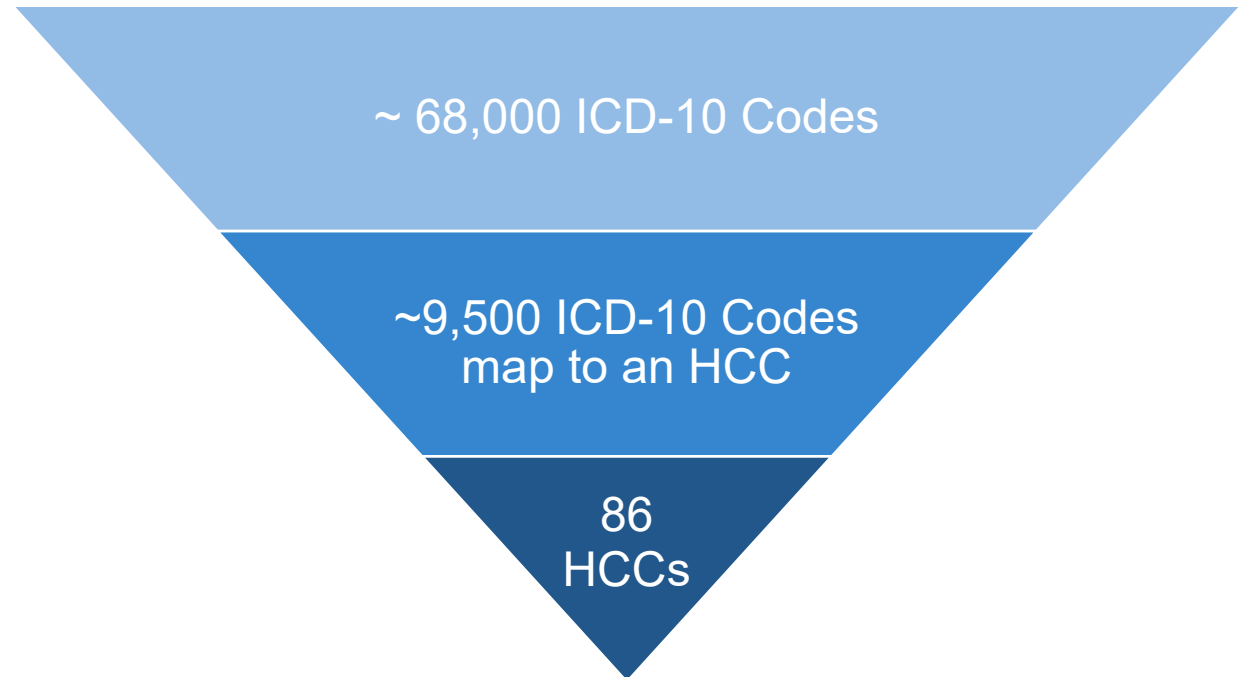 ~ 68,000 ICD-10 Codes
~9,500 ICD-10 Codes
map to an HCC
86
HCCs